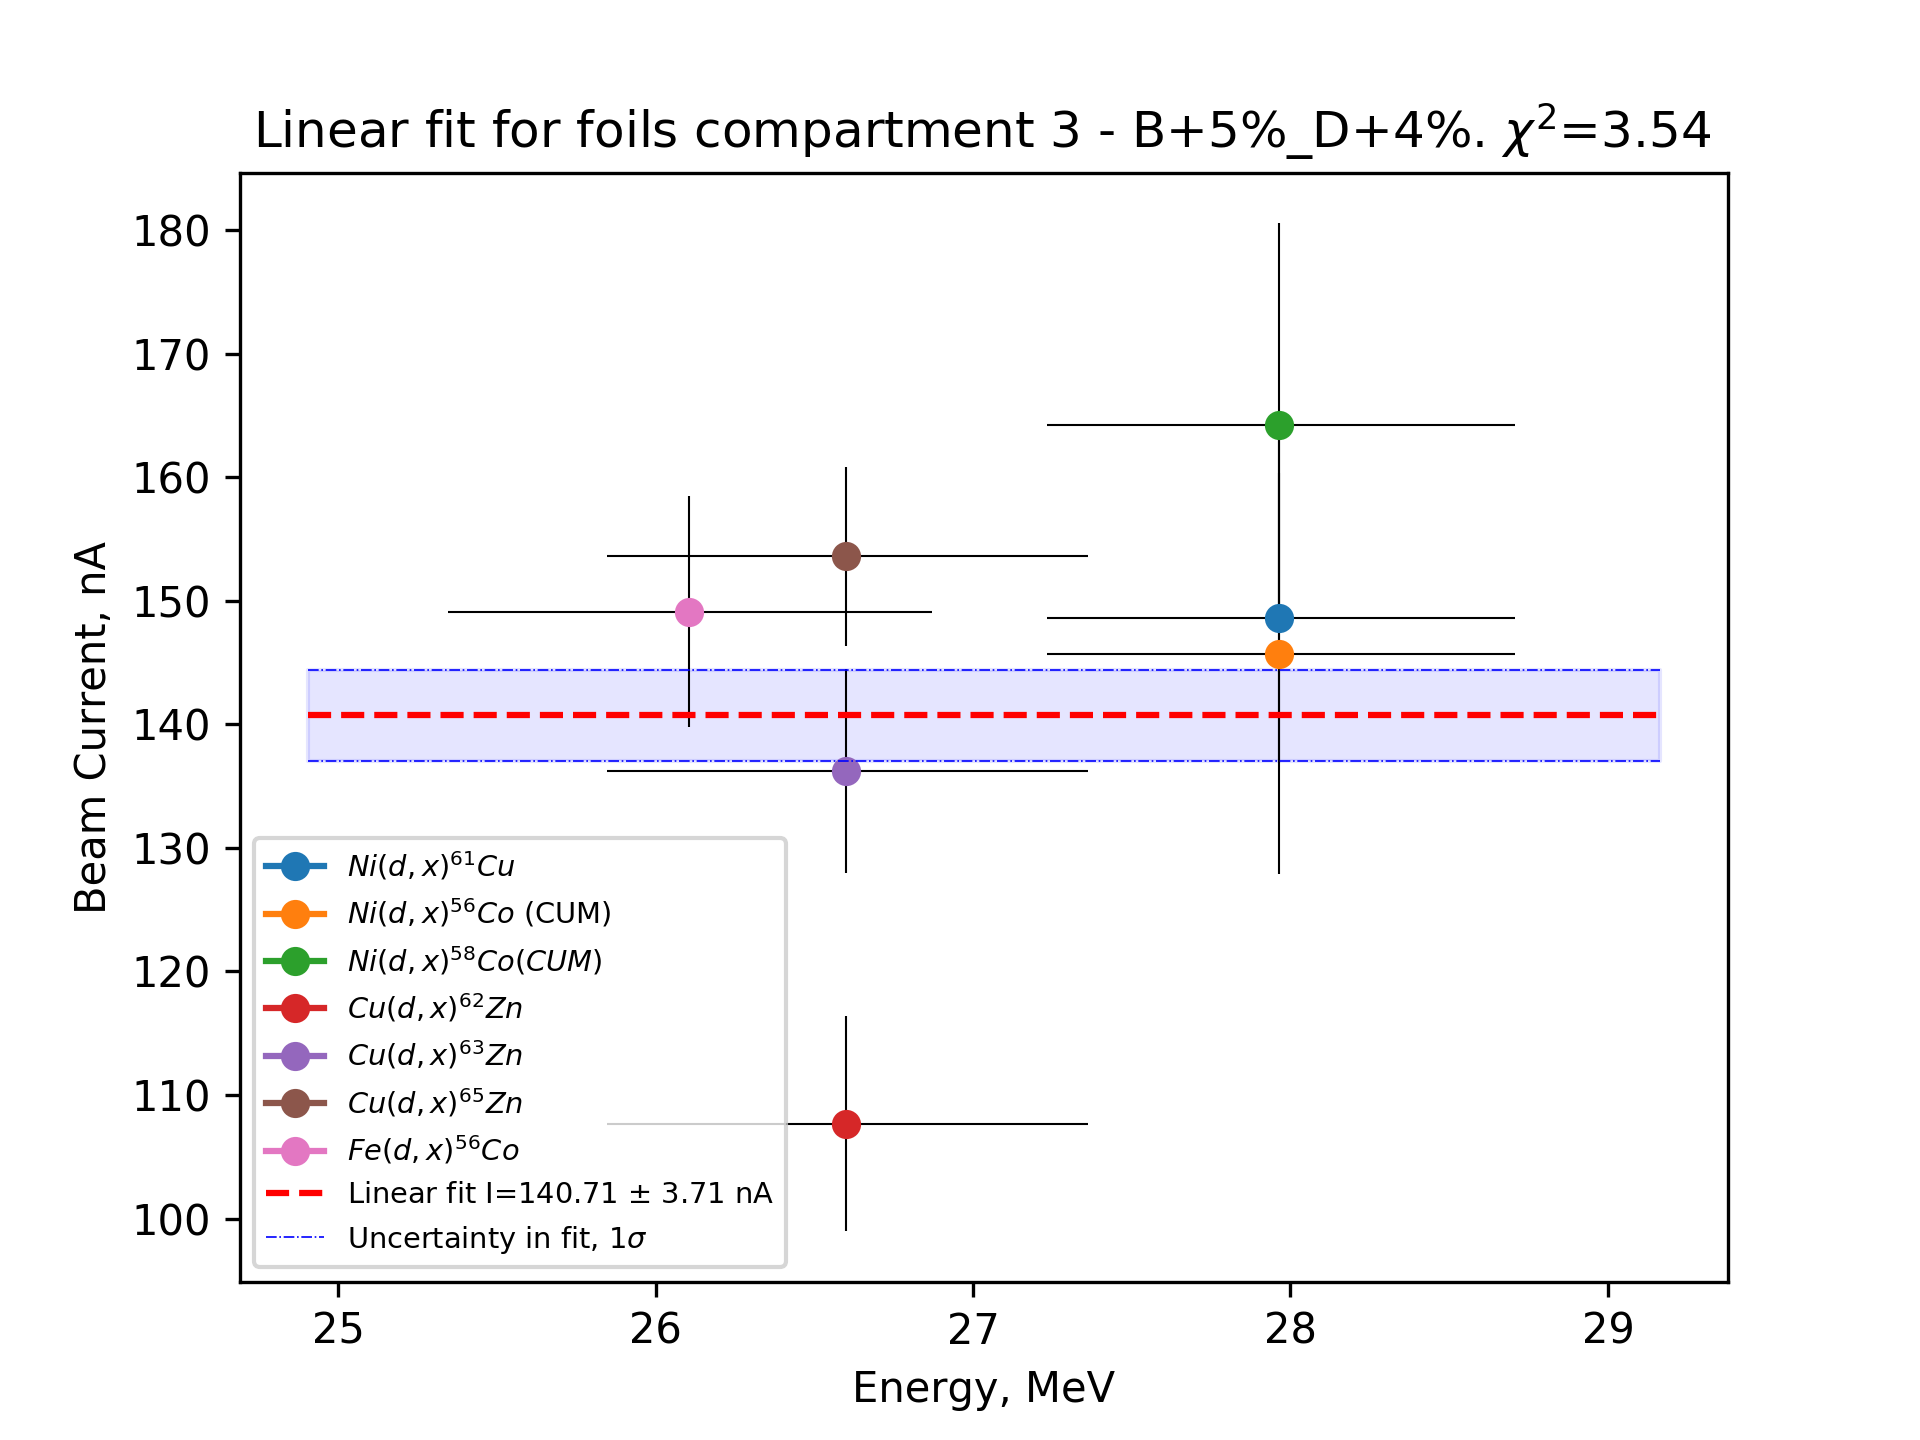 Linear fit for foils compartment 3 - B+5%_D+4%. χ²=3.54
180
170
160
150
140
130
120
110
100
Beam Current, nA
Ni(d, x)⁶¹Cu
Ni(d, x)⁵⁶Co (CUM)
Ni(d, x)⁵⁸Co(CUM)
Cu(d, x)⁶²Zn
Cu(d, x)⁶³Zn
Cu(d, x)⁶⁵Zn
Fe(d, x)⁵⁶Co
Linear fit I=140.71 ± 3.71 nA
Uncertainty in fit, 1σ
25 26 27 28 29
Energy, MeV